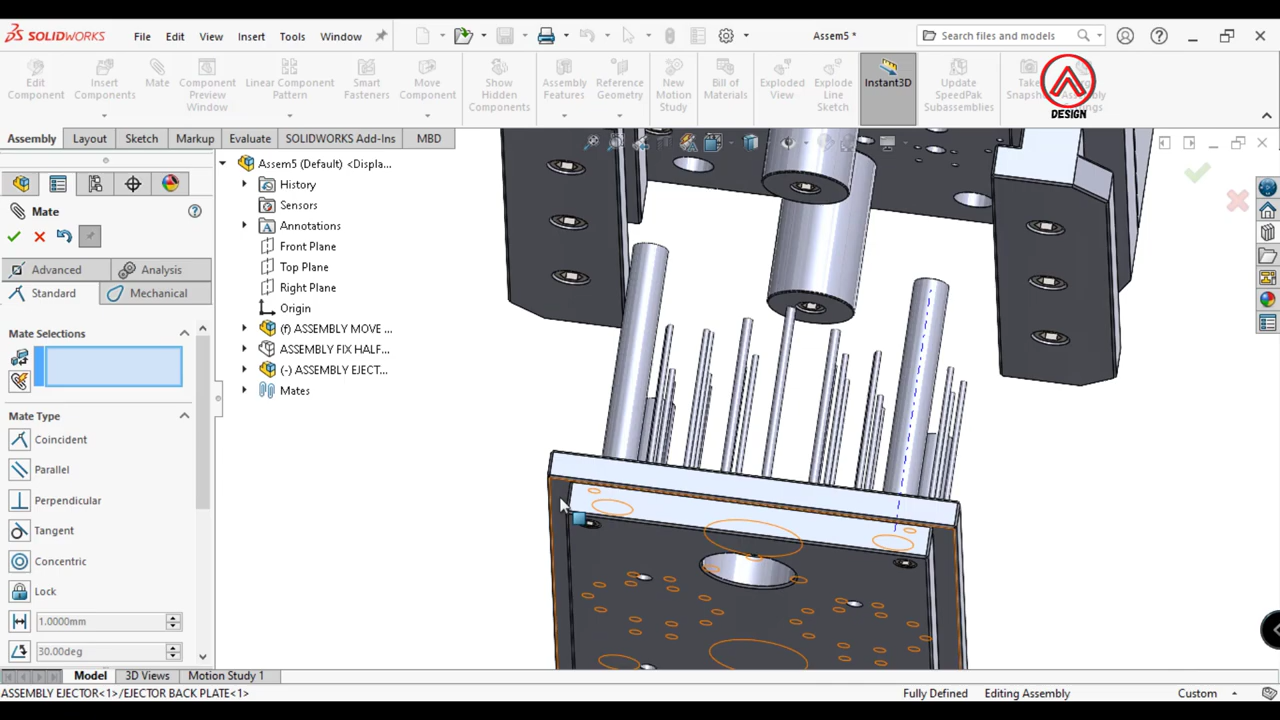 SOLIDWORKS File Edit View Insert Tools Window Assem5 * Search files and models
Edit Component
Insert Components
Mate
Component Preview Window
Linear Component Pattern
Smart Fasteners
Move Component
Show Hidden Components
Assembly Features
Reference Geometry
New Motion Study
Bill of Materials
Exploded View
Explode Line Sketch
Instant3D
Update SpeedPak Subassemblies
DESIGN
Assembly Layout Sketch Markup Evaluate SOLIDWORKS Add-Ins MBD
Mate
Advanced Analysis
Standard Mechanical
Mate Selections
Mate Type
Coincident
Parallel
Perpendicular
Tangent
Concentric
Lock
1.0000mm
30.00deg
Assem5 (Default) <Displa...
History
Sensors
Annotations
Front Plane
Top Plane
Right Plane
Origin
(f) ASSEMBLY MOVE ...
ASSEMBLY FIX HALF...
(-) ASSEMBLY EJECT...
Mates
Model 3D Views Motion Study 1
ASSEMBLY EJECTOR<1>/EJECTOR BACK PLATE<1> Fully Defined Editing Assembly Custom